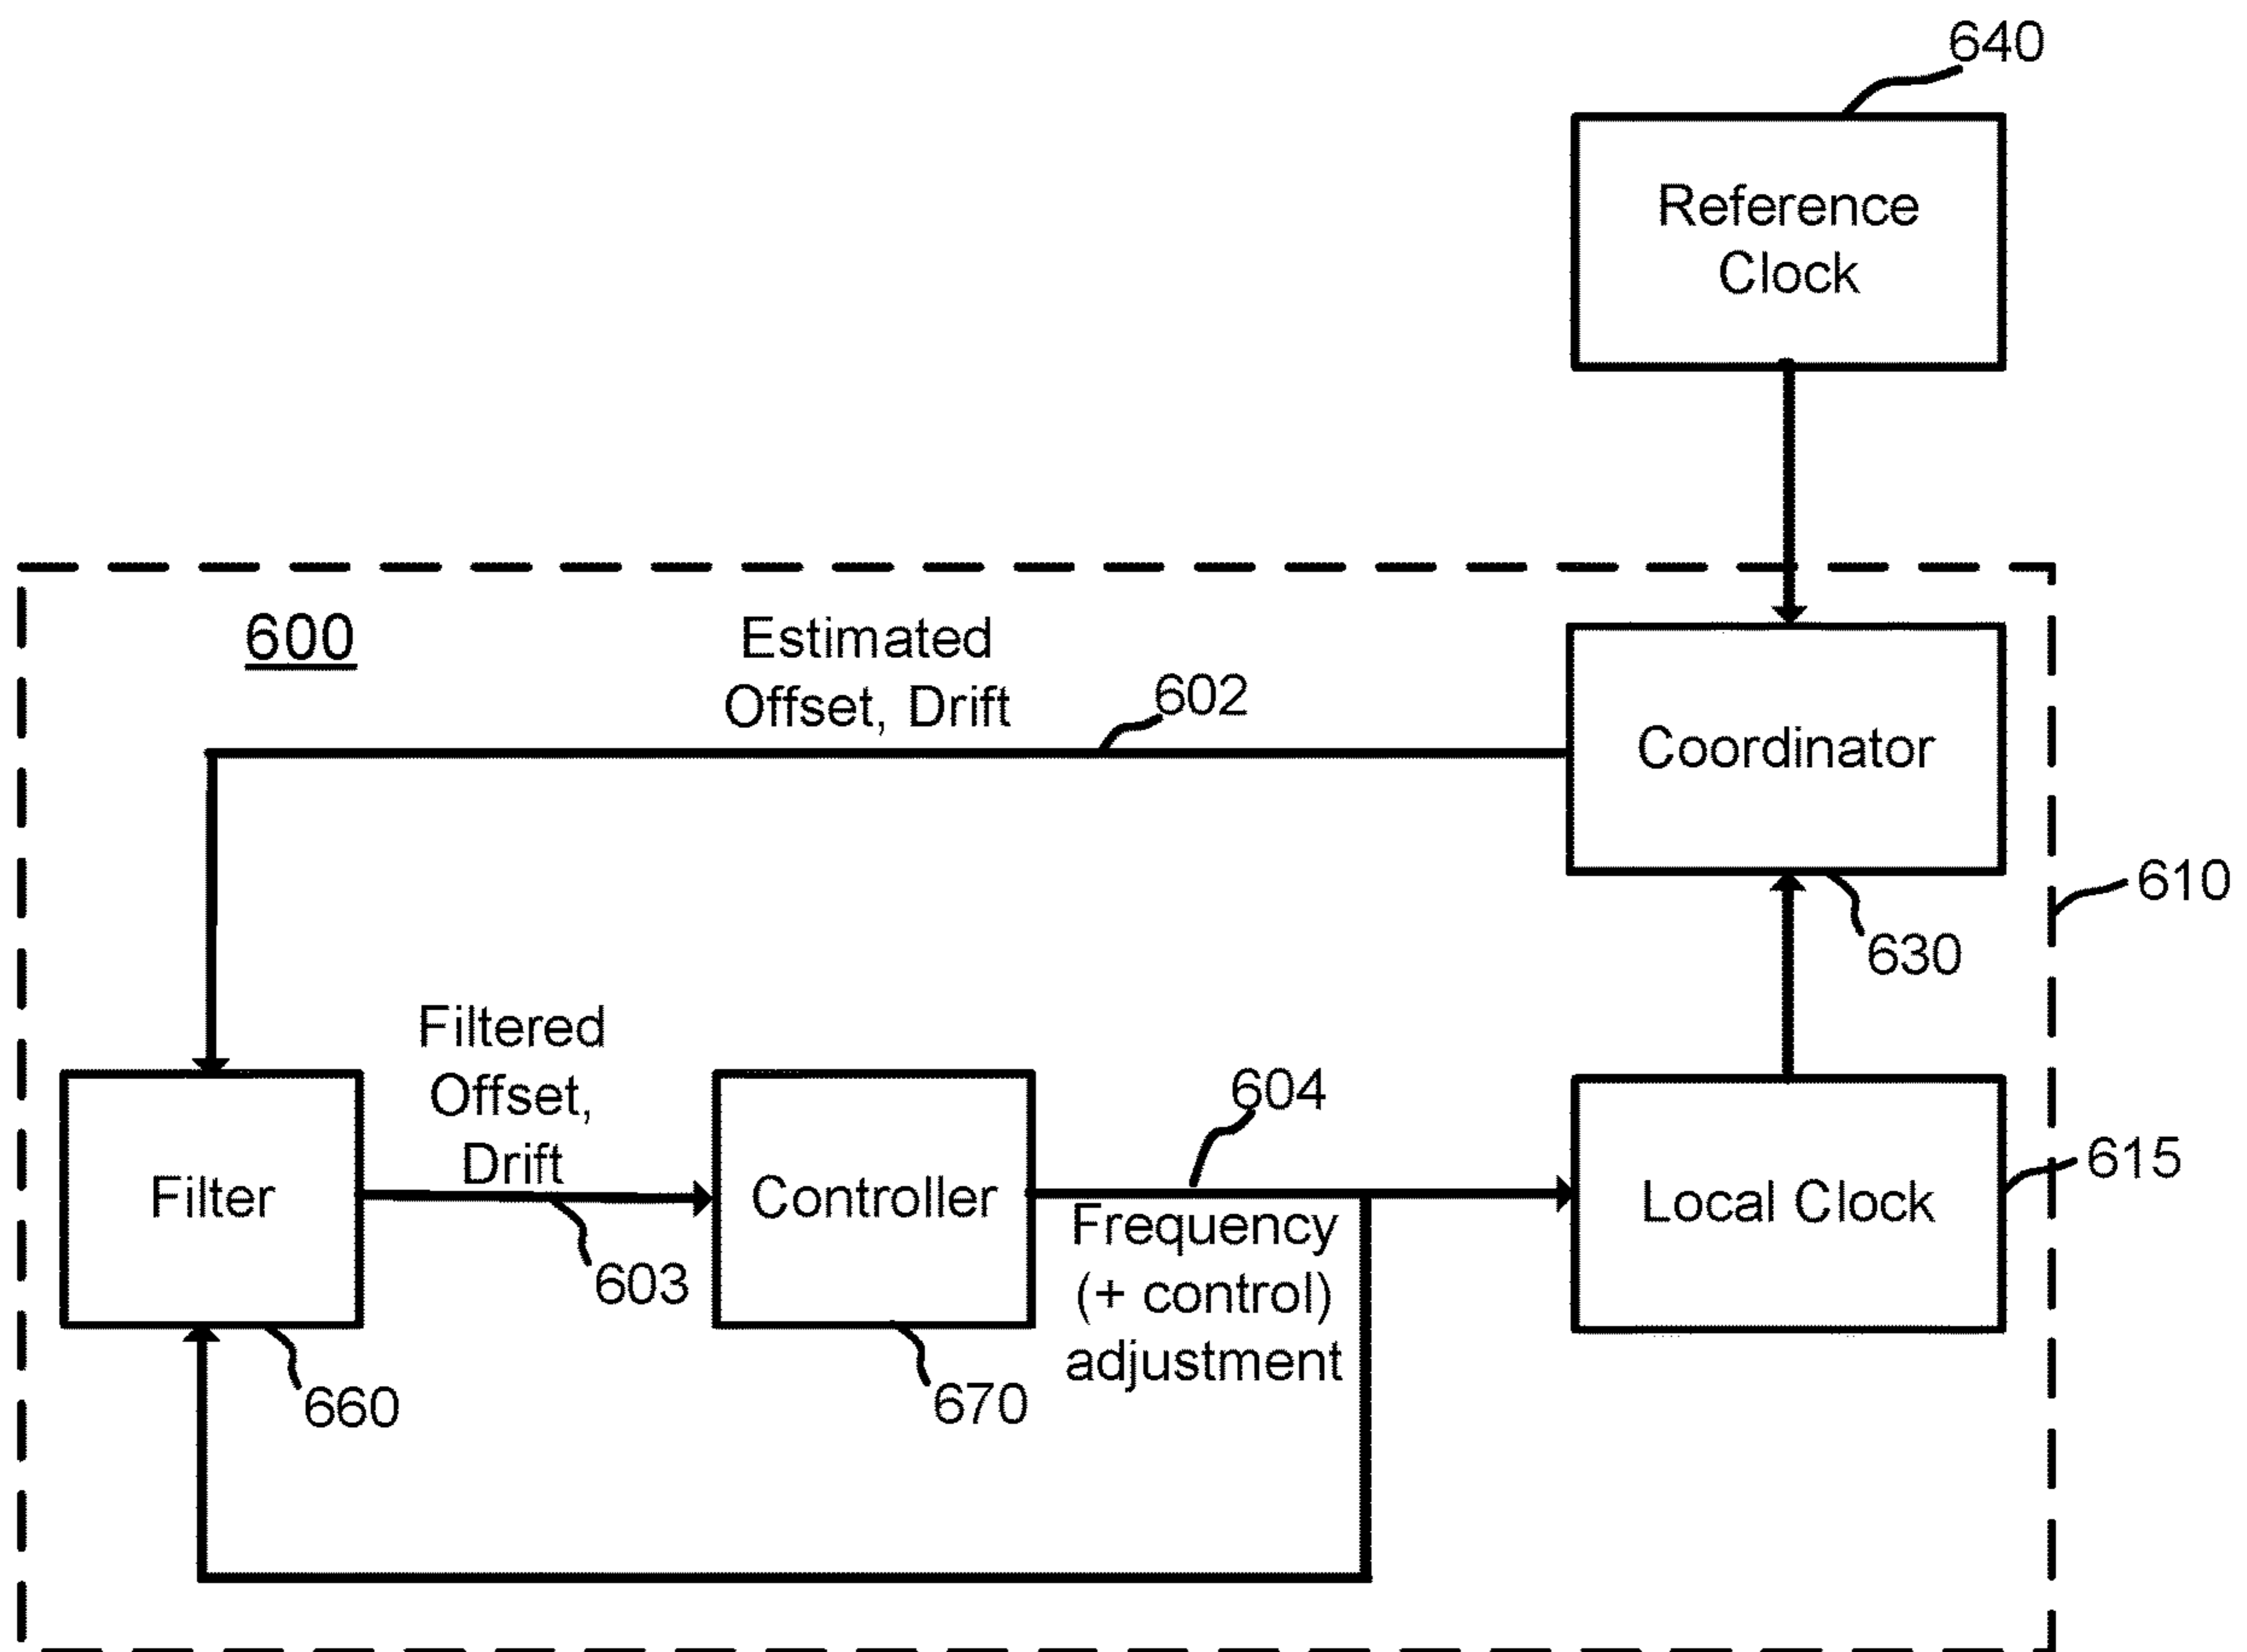 640
Reference
Clock
600
Estimated
Offset, Drift
602
Coordinator
610
630
Filtered
Offset,
Drift
604
615
Filter
Controller
Local Clock
603
Frequency
(+ control)
adjustment
660
670